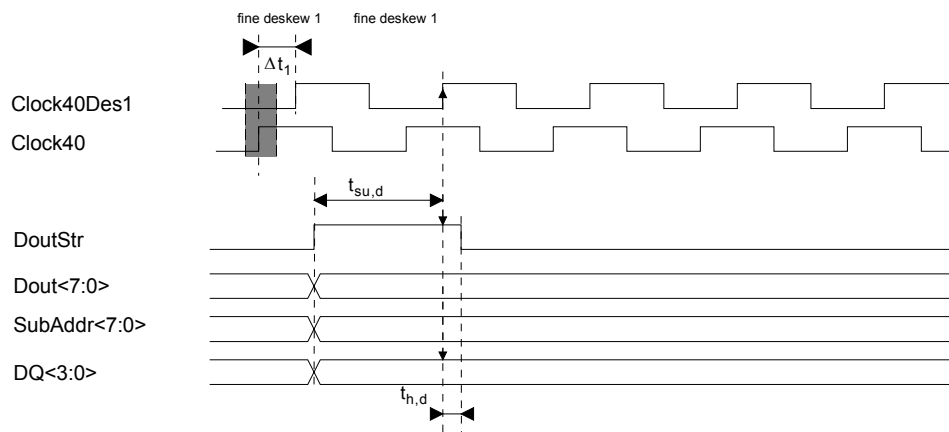 fine deskew 1 fine deskew 1
Δt1
Clock40Des1
Clock40
tsu,d
DoutStr
Dout<7:0>
SubAddr<7:0>
DQ<3:0>
th,d